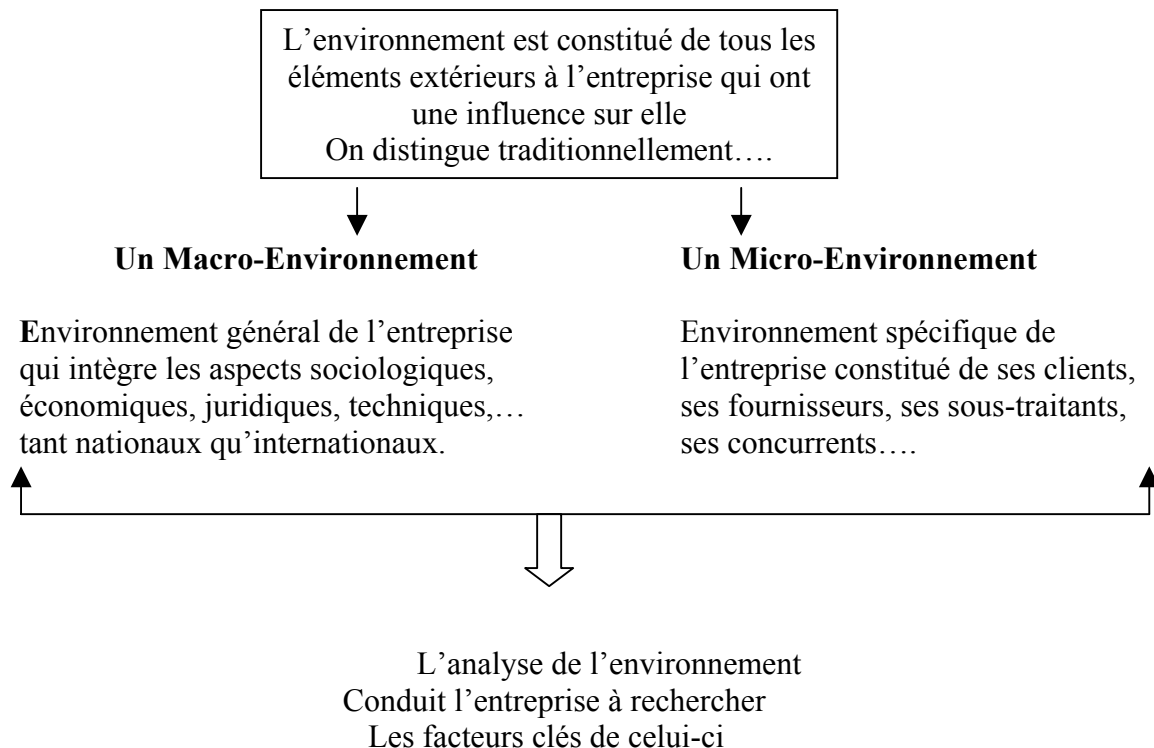 L’environnement est constitué de tous les
éléments extérieurs à l’entreprise qui ont
une influence sur elle
On distingue traditionnellement….
Un Macro-Environnement
Environnement général de l’entreprise
qui intègre les aspects sociologiques,
économiques, juridiques, techniques,…
tant nationaux qu’internationaux.
Un Micro-Environnement
Environnement spécifique de
l’entreprise constitué de ses clients,
ses fournisseurs, ses sous-traitants,
ses concurrents….
L’analyse de l’environnement
Conduit l’entreprise à rechercher
Les facteurs clés de celui-ci